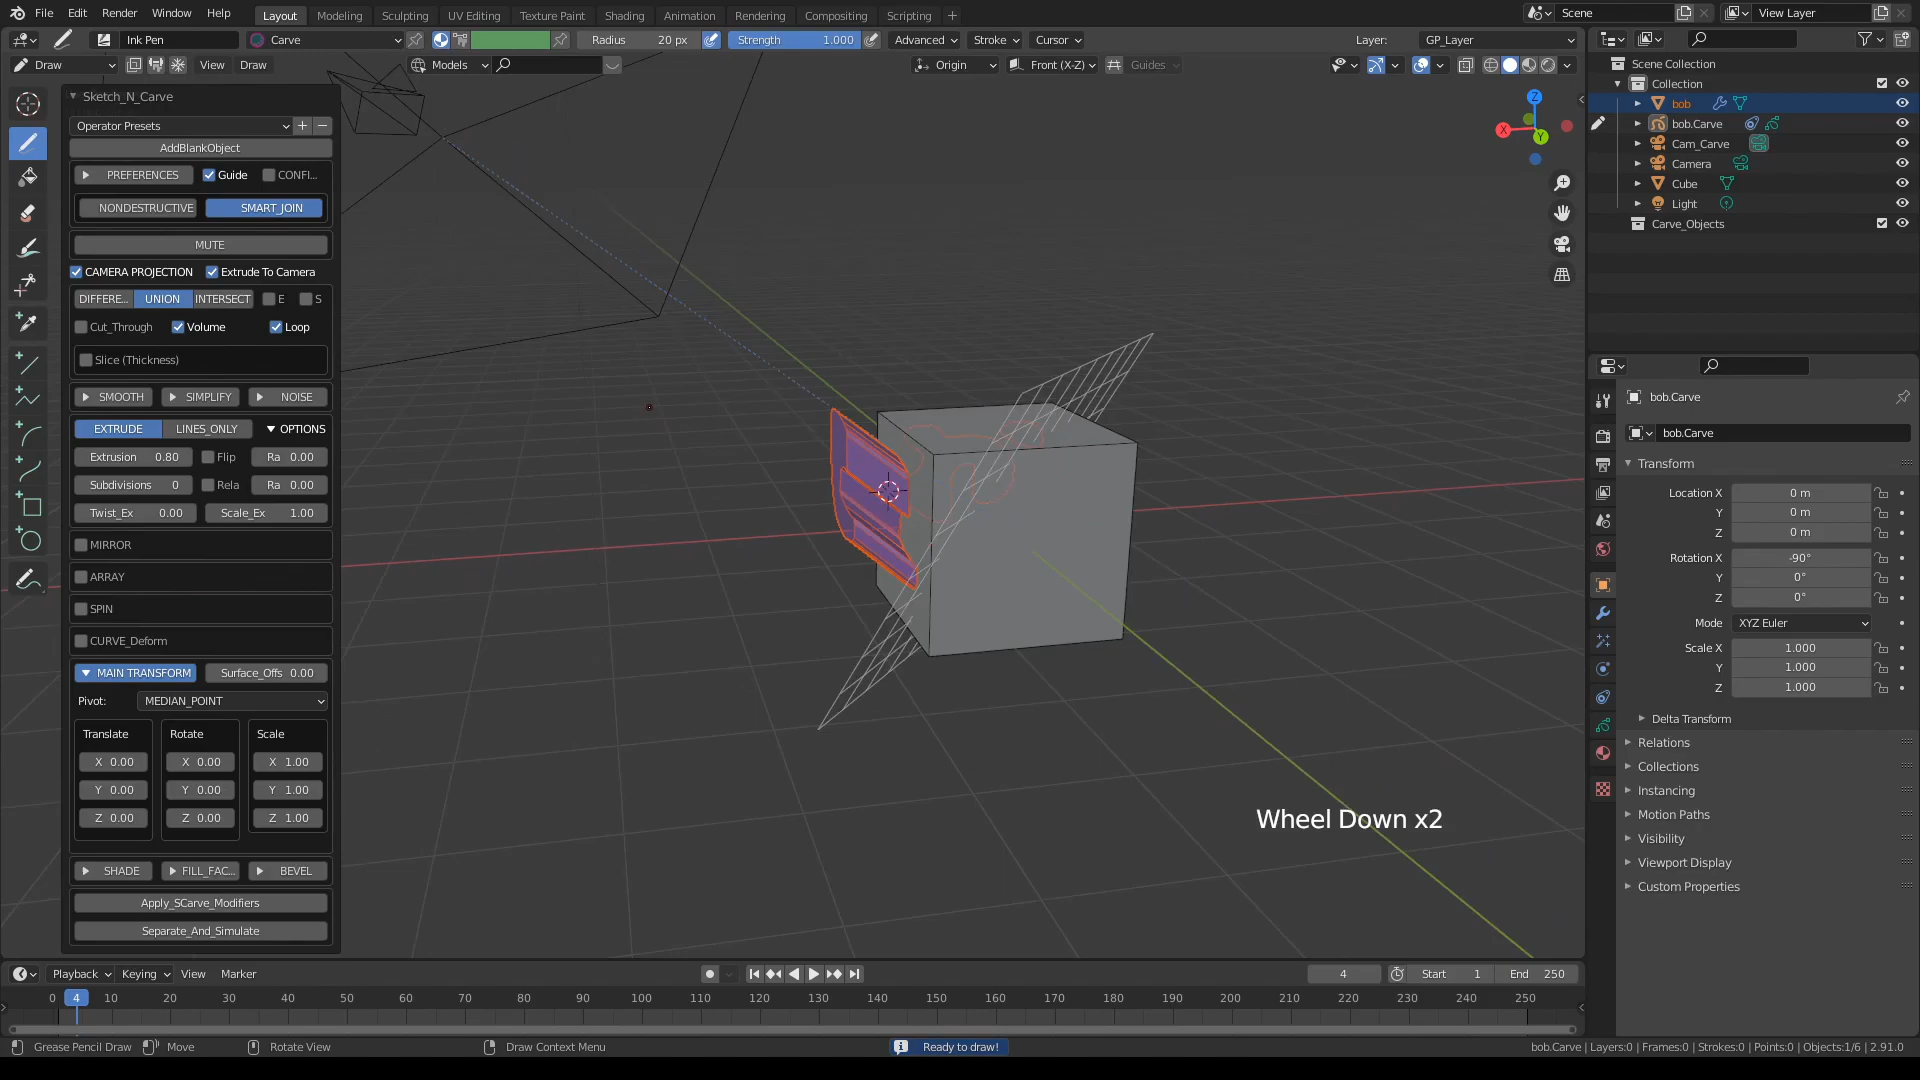 File Edit Render Window Help Layout Modeling Sculpting UV Editing Texture Paint Shading Animation Rendering Compositing Scripting + Scene View Layer
Ink Pen Carve Radius 20 px Strength 1.000 Advanced Stroke Cursor Layer: GP_Layer
Draw View Draw Models Origin Front (X-Z) Guides
Scene Collection
Collection
bob
bob.Carve
Cam_Carve
Camera
Cube
Light
Carve_Objects
Sketch_N_Carve
Operator Presets + −
AddBlankObject
PREFERENCES Guide CONFI...
NONDESTRUCTIVE SMART_JOIN
MUTE
CAMERA PROJECTION Extrude To Camera
DIFFERE... UNION INTERSECT E S
Cut_Through Volume Loop
Slice (Thickness)
SMOOTH SIMPLIFY NOISE
EXTRUDE LINES_ONLY OPTIONS
Extrusion 0.80 Flip Ra 0.00
Subdivisions 0 Rela Ra 0.00
Twist_Ex 0.00 Scale_Ex 1.00
MIRROR
ARRAY
SPIN
CURVE_Deform
MAIN TRANSFORM Surface_Offs 0.00
Pivot: MEDIAN_POINT
Translate Rotate Scale
X 0.00 X 0.00 X 1.00
Y 0.00 Y 0.00 Y 1.00
Z 0.00 Z 0.00 Z 1.00
SHADE FILL_FAC... BEVEL
Apply_SCarve_Modifiers
Separate_And_Simulate
Z
X
Y
Wheel Down x2
bob.Carve
bob.Carve
Transform
Location X 0 m
Y 0 m
Z 0 m
Rotation X -90°
Y 0°
Z 0°
Mode XYZ Euler
Scale X 1.000
Y 1.000
Z 1.000
Delta Transform
Relations
Collections
Instancing
Motion Paths
Visibility
Viewport Display
Custom Properties
Playback Keying View Marker 4 Start 1 End 250
0 4 10 20 30 40 50 60 70 80 90 100 110 120 130 140 150 160 170 180 190 200 210 220 230 240 250
Grease Pencil Draw Move Rotate View Draw Context Menu Ready to draw! bob.Carve | Layers:0 | Frames:0 | Strokes:0 | Points:0 | Objects:1/6 | 2.91.0